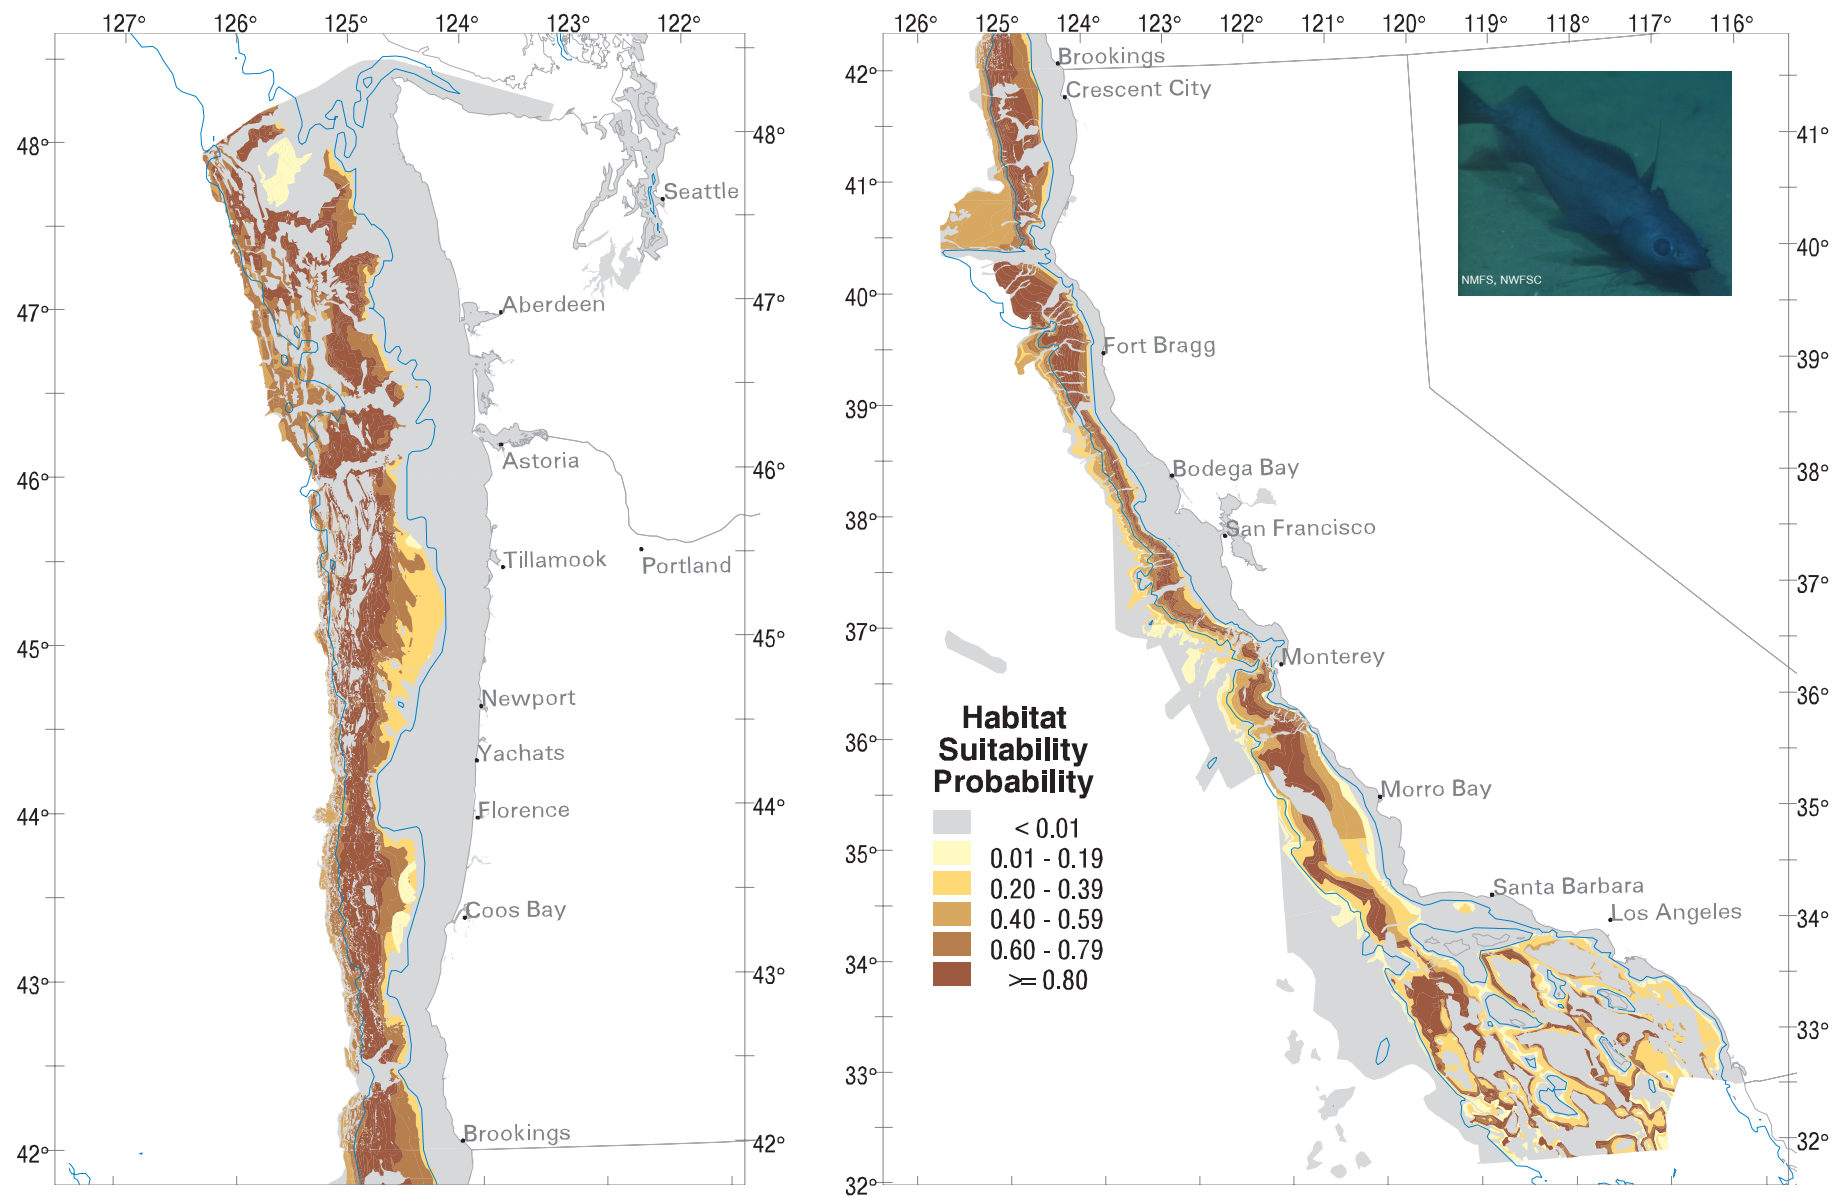 127° 126° 125° 124° 123° 122°
48°
47°
46°
45°
44°
43°
42°
48°
47°
46°
45°
44°
43°
42°
Seattle
Aberdeen
Astoria
Tillamook
Portland
Newport
Yachats
Florence
Coos Bay
Brookings
126° 125° 124° 123° 122° 121° 120° 119° 118° 117° 116°
42°
41°
40°
39°
38°
37°
36°
35°
34°
33°
32°
41°
40°
39°
38°
37°
36°
35°
34°
33°
32°
Brookings
Crescent City
Fort Bragg
Bodega Bay
San Francisco
Monterey
Morro Bay
Santa Barbara
Los Angeles
NMFS, NWFSC
Habitat
Suitability
Probability
< 0.01
0.01 - 0.19
0.20 - 0.39
0.40 - 0.59
0.60 - 0.79
>= 0.80